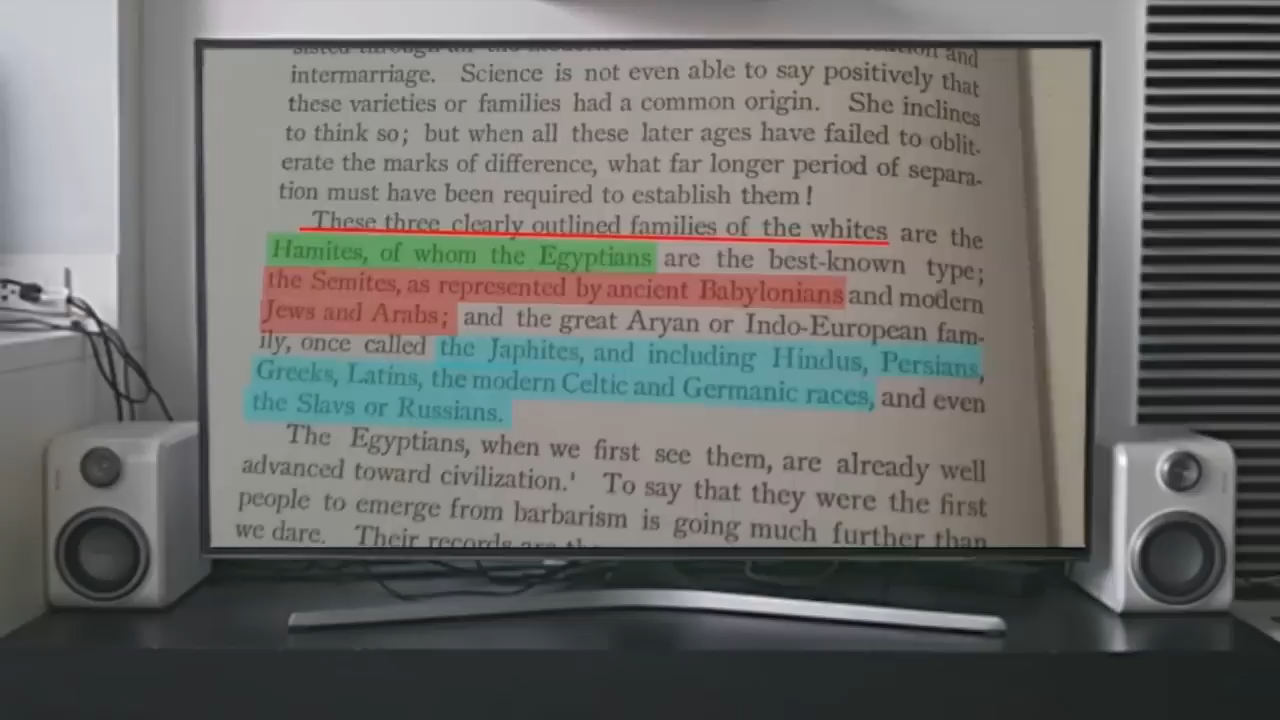 intermarriage. Science is not even able to say positively that
these varieties or families had a common origin. She inclines
to think so; but when all these later ages have failed to oblit-
erate the marks of difference, what far longer period of separa-
tion must have been required to establish them!
These three clearly outlined families of the whites are the
Hamites, of whom the Egyptians are the best-known type;
the Semites, as represented by ancient Babylonians and modern
Jews and Arabs; and the great Aryan or Indo-European fam-
ily, once called the Japhites, and including Hindus, Persians,
Greeks, Latins, the modern Celtic and Germanic races, and even
the Slavs or Russians.
The Egyptians, when we first see them, are already well
advanced toward civilization.¹ To say that they were the first
people to emerge from barbarism is going much further than
we dare. Their records are